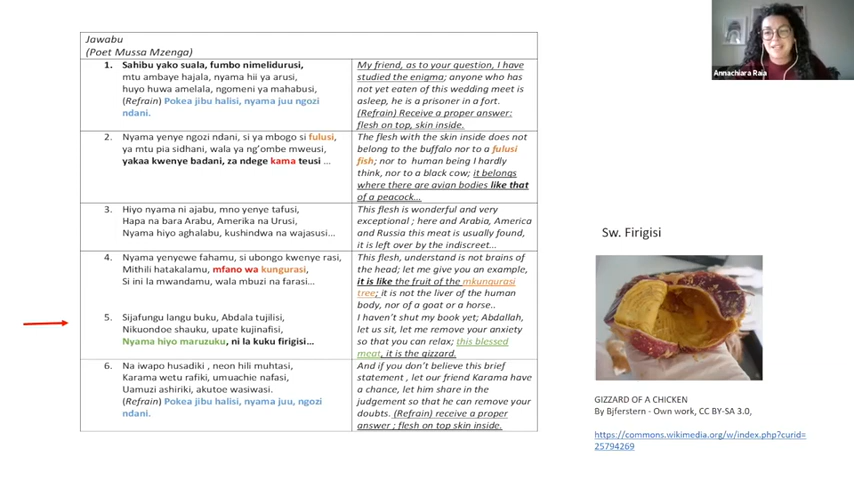 Jawabu
(Poet Mussa Mzenga)
1. Sahibu yako suala, fumbo nimelidurusi,
mtu ambaye hajala, nyama hii ya arusi,
huyo huwa amelala, ngomeni ya mahabusi,
(Refrain) Pokea jibu halisi, nyama juu ngozi
ndani.
My friend, as to your question, I have
studied the enigma; anyone who has
not yet eaten of this wedding meet is
asleep, he is a prisoner in a fort.
(Refrain) Receive a proper answer:
flesh on top, skin inside.
2. Nyama yenye ngozi ndani, si ya mbogo si fulusi,
ya mtu pia sidhani, wala ya ng'ombe mweusi,
yakaa kwenye badani, za ndege kama teusi ...
The flesh with the skin inside does not
belong to the buffalo nor to a fulusi
fish; nor to human being I hardly
think, nor to a black cow; it belongs
where there are avian bodies like that
of a peacock...
3. Hiyo nyama ni ajabu, mno yenye tafusi,
Hapa na bara Arabu, Amerika na Urusi,
Nyama hiyo aghalabu, kushindwa na wajasusi...
This flesh is wonderful and very
exceptional ; here and Arabia, America
and Russia this meat is usually found,
it is left over by the indiscreet...
4. Nyama yenyewe fahamu, si ubongo kwenye rasi,
Mithili hatakalamu, mfano wa kungurasi,
Si ini la mwandamu, wala mbuzi na farasi...
This flesh, understand is not brains of
the head; let me give you an example,
it is like the fruit of the mkungurasi
tree; it is not the liver of the human
body, nor of a goat or a horse..
5. Sijafungu langu buku, Abdala tujilisi,
Nikuondoe shauku, upate kujinafisi,
Nyama hiyo maruzuku, ni la kuku firigisi...
I haven't shut my book yet; Abdallah,
let us sit, let me remove your anxiety
so that you can relax; this blessed
meat, it is the gizzard.
6. Na iwapo husadiki , neon hili muhtasi,
Karama wetu rafiki, umuachie nafasi,
Uamuzi ashiriki, akutoe wasiwasi.
(Refrain) Pokea jibu halisi, nyama juu, ngozi
ndani.
And if you don't believe this brief
statement , let our friend Karama have
a chance, let him share in the
judgement so that he can remove your
doubts. (Refrain) receive a proper
answer ; flesh on top skin inside.
Annachiara Raia
Sw. Firigisi
GIZZARD OF A CHICKEN
By Bjferstern - Own work, CC BY-SA 3.0,
https://commons.wikimedia.org/w/index.php?curid=
25794269